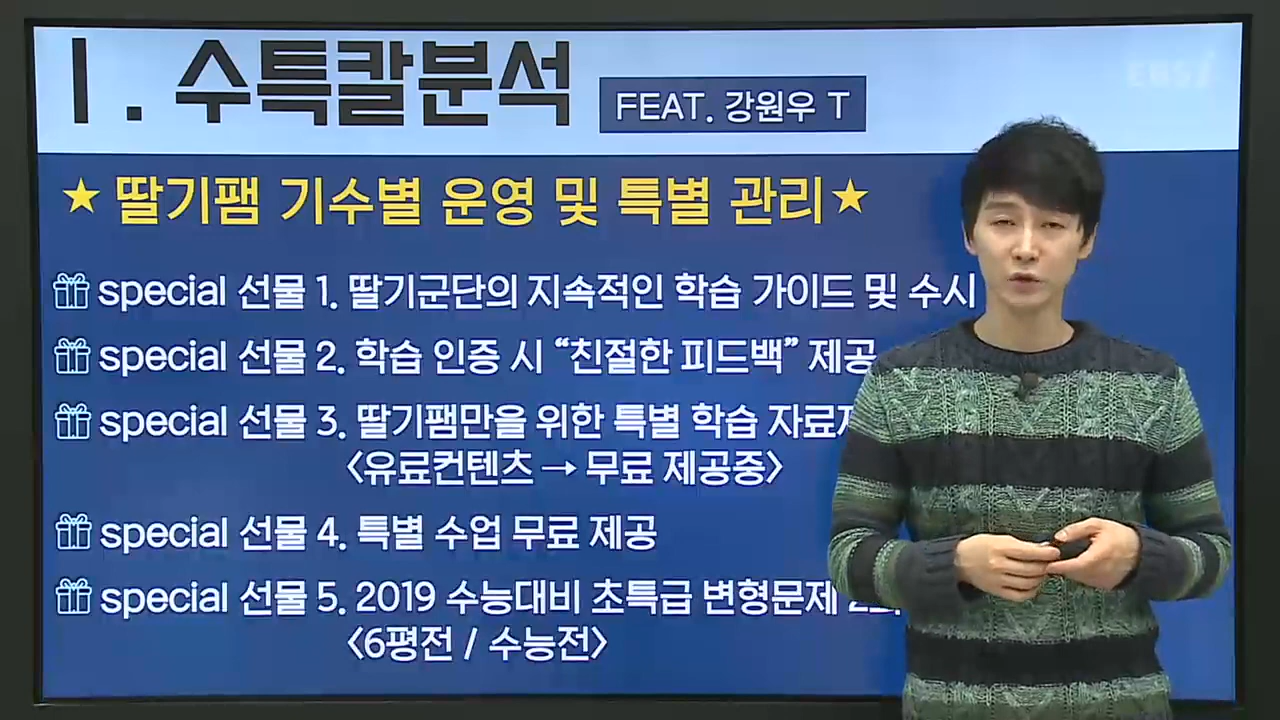 Ⅰ. 수특칼분석
FEAT. 강원우 T
EBSi
★ 딸기팸 기수별 운영 및 특별 관리★
special 선물 1. 딸기군단의 지속적인 학습 가이드 및 수시
special 선물 2. 학습 인증 시 “친절한 피드백” 제공
special 선물 3. 딸기팸만을 위한 특별 학습 자료
<유료컨텐츠 → 무료 제공중>
special 선물 4. 특별 수업 무료 제공
special 선물 5. 2019 수능대비 초특급 변형문제
<6평전 / 수능전>